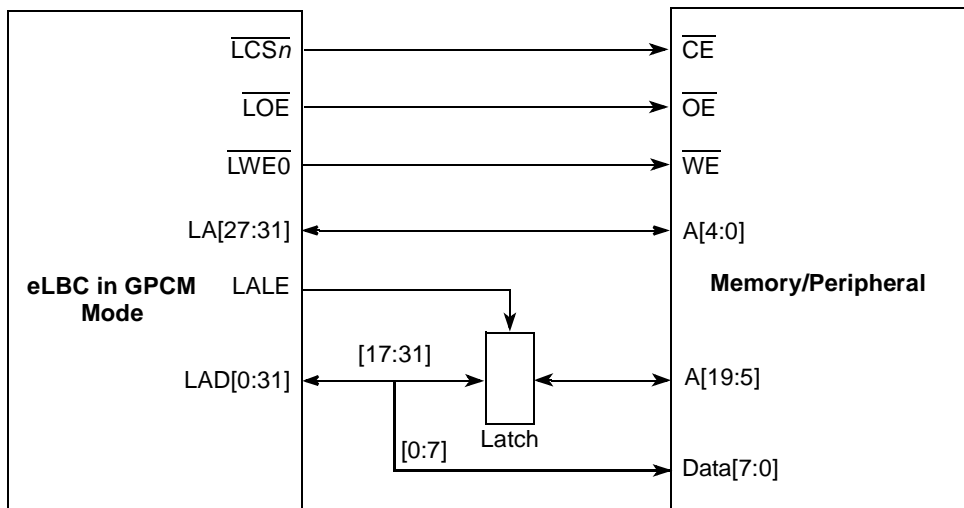 LCSn
CE
LOE
OE
LWE0
WE
LA[27:31]
A[4:0]
eLBC in GPCM
Mode
LALE
Memory/Peripheral
[17:31]
LAD[0:31]
A[19:5]
Latch
[0:7]
Data[7:0]